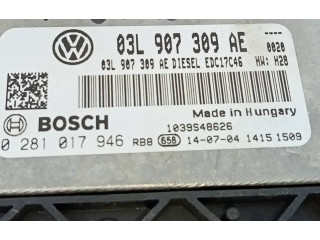 03L 907 309 AE ----
03L 907 309 AE DIESEL EDC17C46 0020
HW: H28
Made in Hungary
BOSCH 1039S48626
0 281 017 946 RB8 658 14-07-04 1415 1509